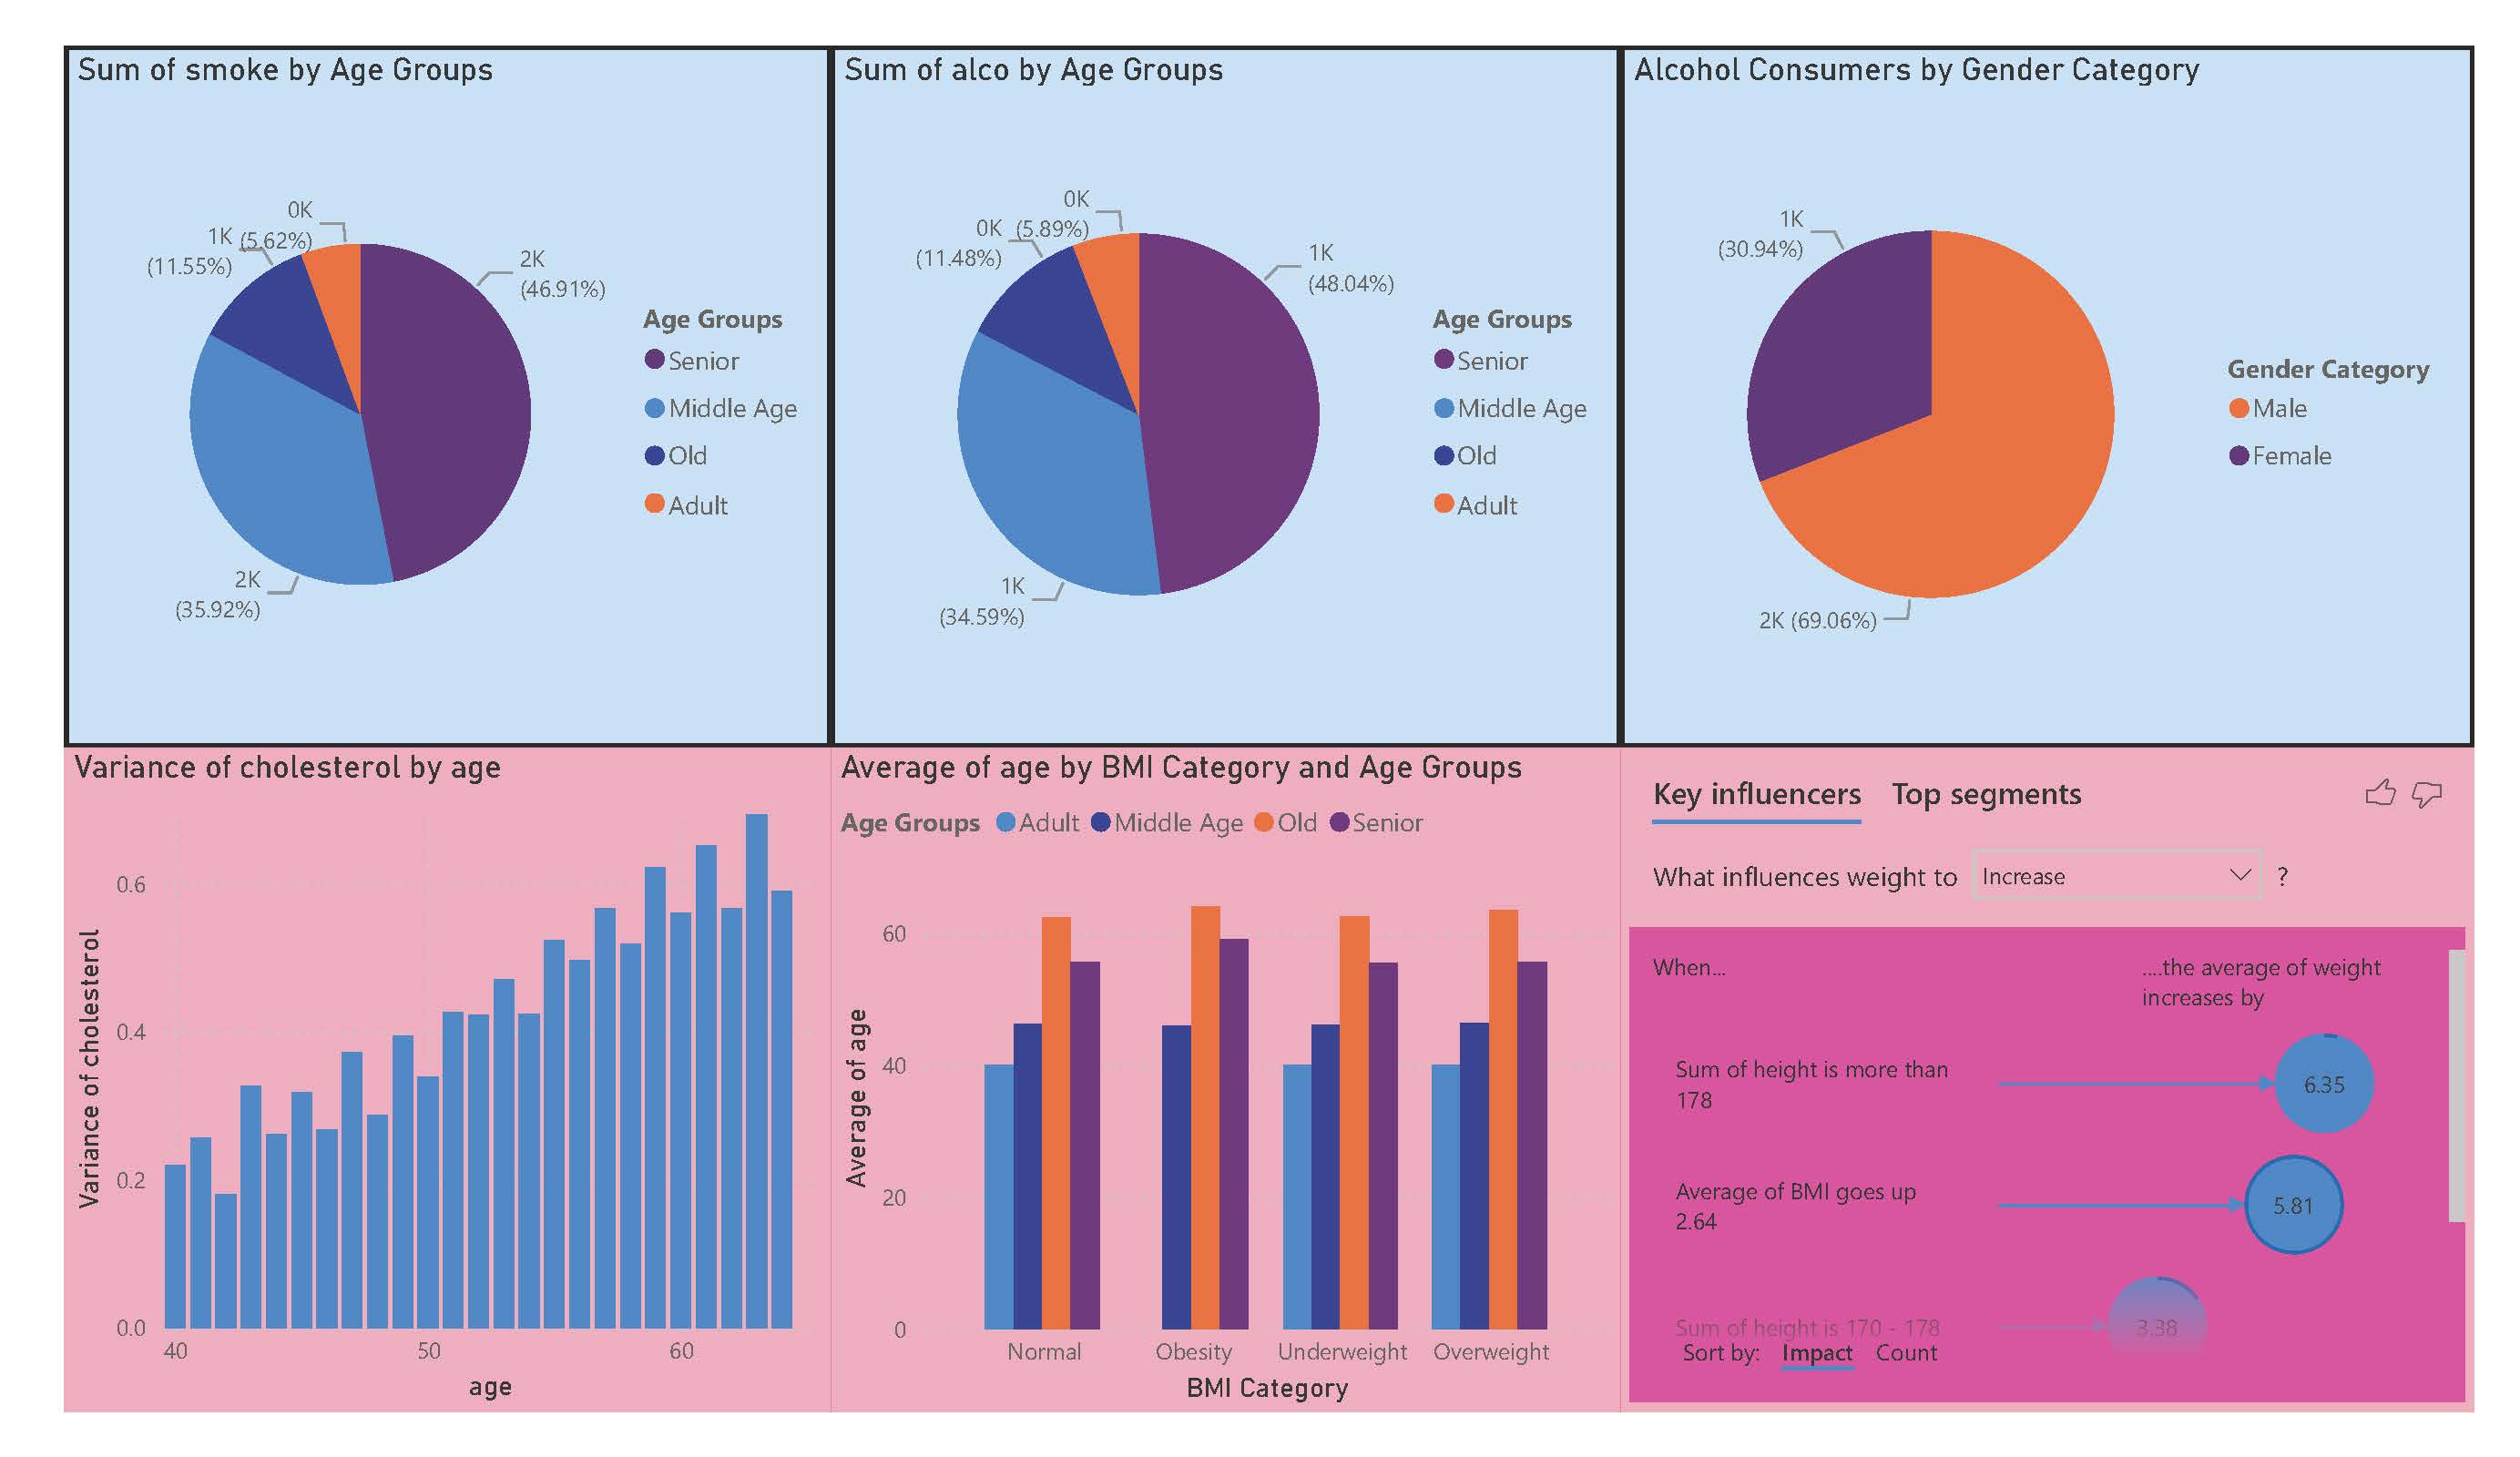 Sum of smoke by Age Groups
0K
(5.62%)
1K
(11.55%)
2K
(46.91%)
2K
(35.92%)
Age Groups
Senior
Middle Age
Old
Adult
Sum of alco by Age Groups
0K
(5.89%)
0K
(11.48%)
1K
(48.04%)
1K
(34.59%)
Age Groups
Senior
Middle Age
Old
Adult
Alcohol Consumers by Gender Category
1K
(30.94%)
2K (69.06%)
Gender Category
Male
Female
Variance of cholesterol by age
Variance of cholesterol
0.6
0.4
0.2
0.0
40 50 60
age
Average of age by BMI Category and Age Groups
Age Groups Adult Middle Age Old Senior
Average of age
60
40
20
0
Normal Obesity Underweight Overweight
BMI Category
Key influencers Top segments
What influences weight to Increase ?
When...
....the average of weight
increases by
Sum of height is more than
178
6.35
Average of BMI goes up
2.64
5.81
Sum of height is 170 - 178
3.38
Sort by: Impact Count